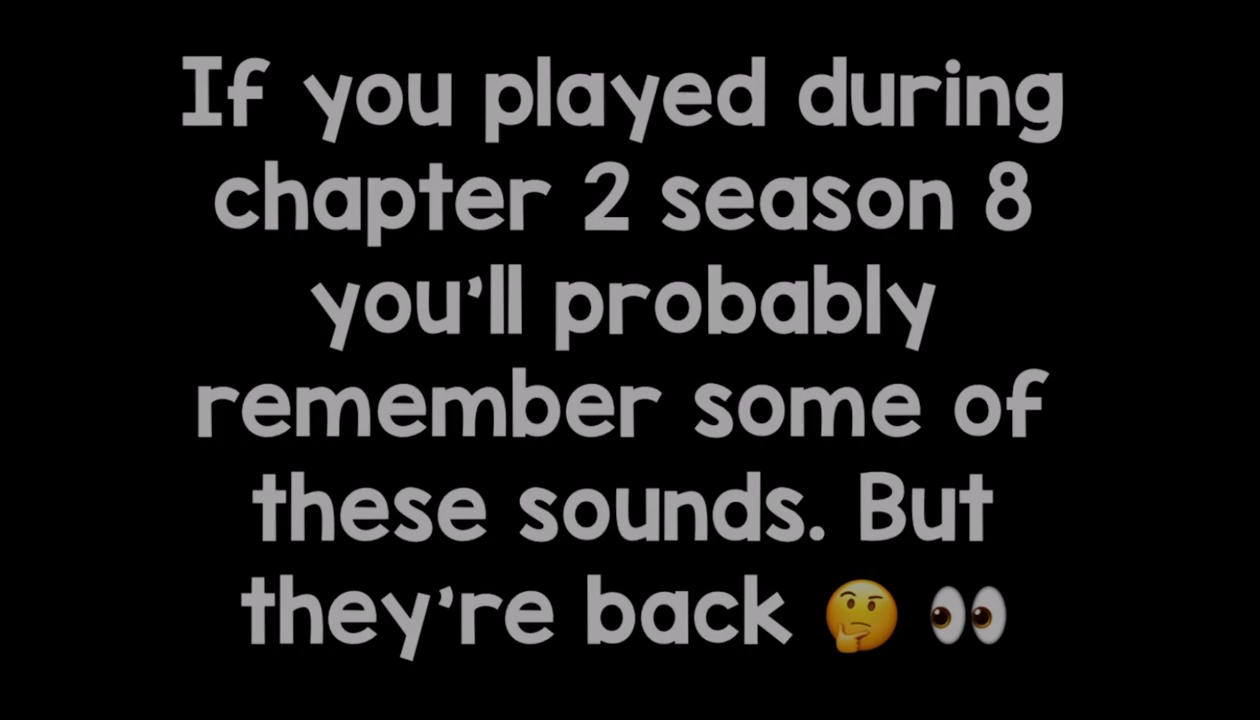 If you played during
chapter 2 season 8
you'll probably
remember some of
these sounds. But
they're back 🤔 👀